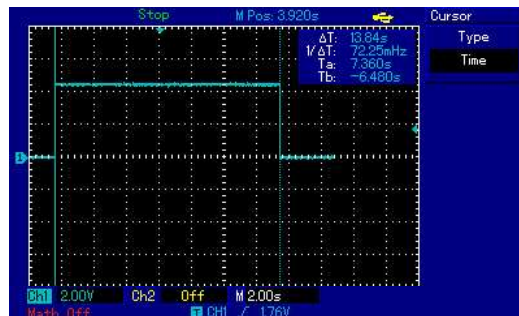 Stop M Pos: 3.920s Cursor
ΔT: 13.84s Type
1/ΔT: 72.25mHz
Ta: 7.360s Time
Tb: -6.480s
1
Ch1 2.00V Ch2 Off M 2.00s
Math Off T CH1 / 1.76V